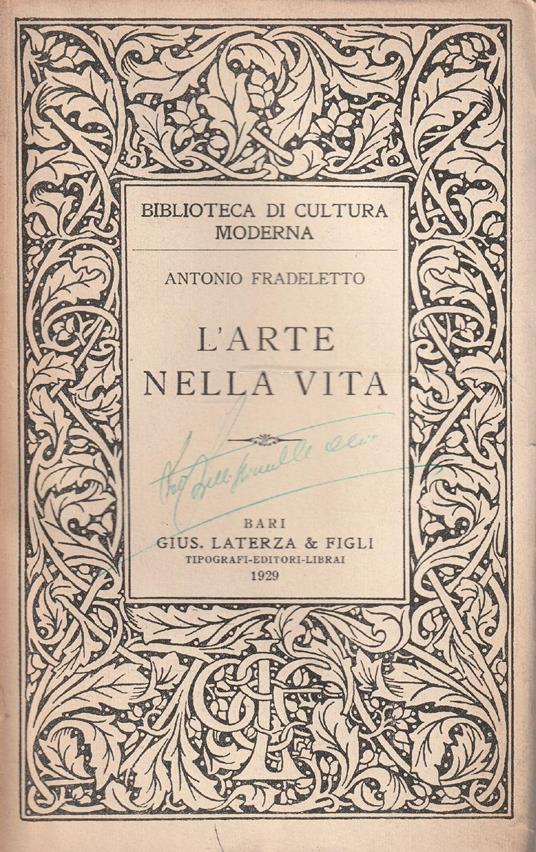 BIBLIOTECA DI CULTURA
MODERNA
ANTONIO FRADELETTO
L'ARTE
NELLA VITA
BARI
GIUS. LATERZA & FIGLI
TIPOGRAFI-EDITORI-LIBRAI
1929